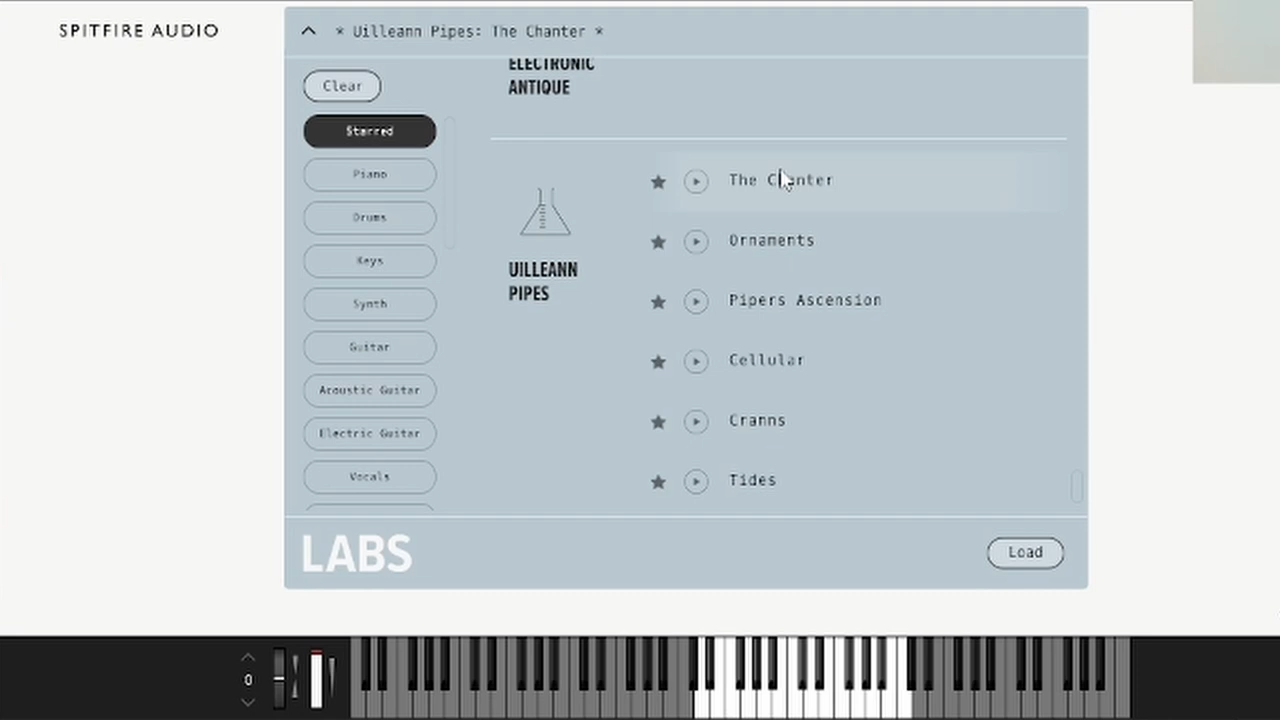 SPITFIRE AUDIO
* Uilleann Pipes: The Chanter *
Clear
Starred
Piano
Drums
Keys
Synth
Guitar
Acoustic Guitar
Electric Guitar
Vocals
ELECTRONIC
ANTIQUE
UILLEANN
PIPES
The Chanter
Ornaments
Pipers Ascension
Cellular
Cranns
Tides
LABS
Load
0